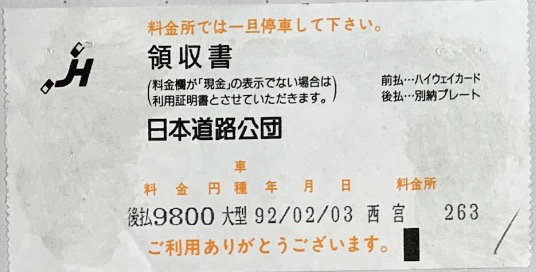 料金所では一旦停車して下さい。
JH
領収書
(料金欄が「現金」の表示でない場合は
利用証明書とさせていただきます。)
前払…ハイウェイカード
後払…別納プレート
日本道路公団
車
料金円種年月日 料金所
後払9800 大型 92/02/03 西宮 263
ご利用ありがとうございます。